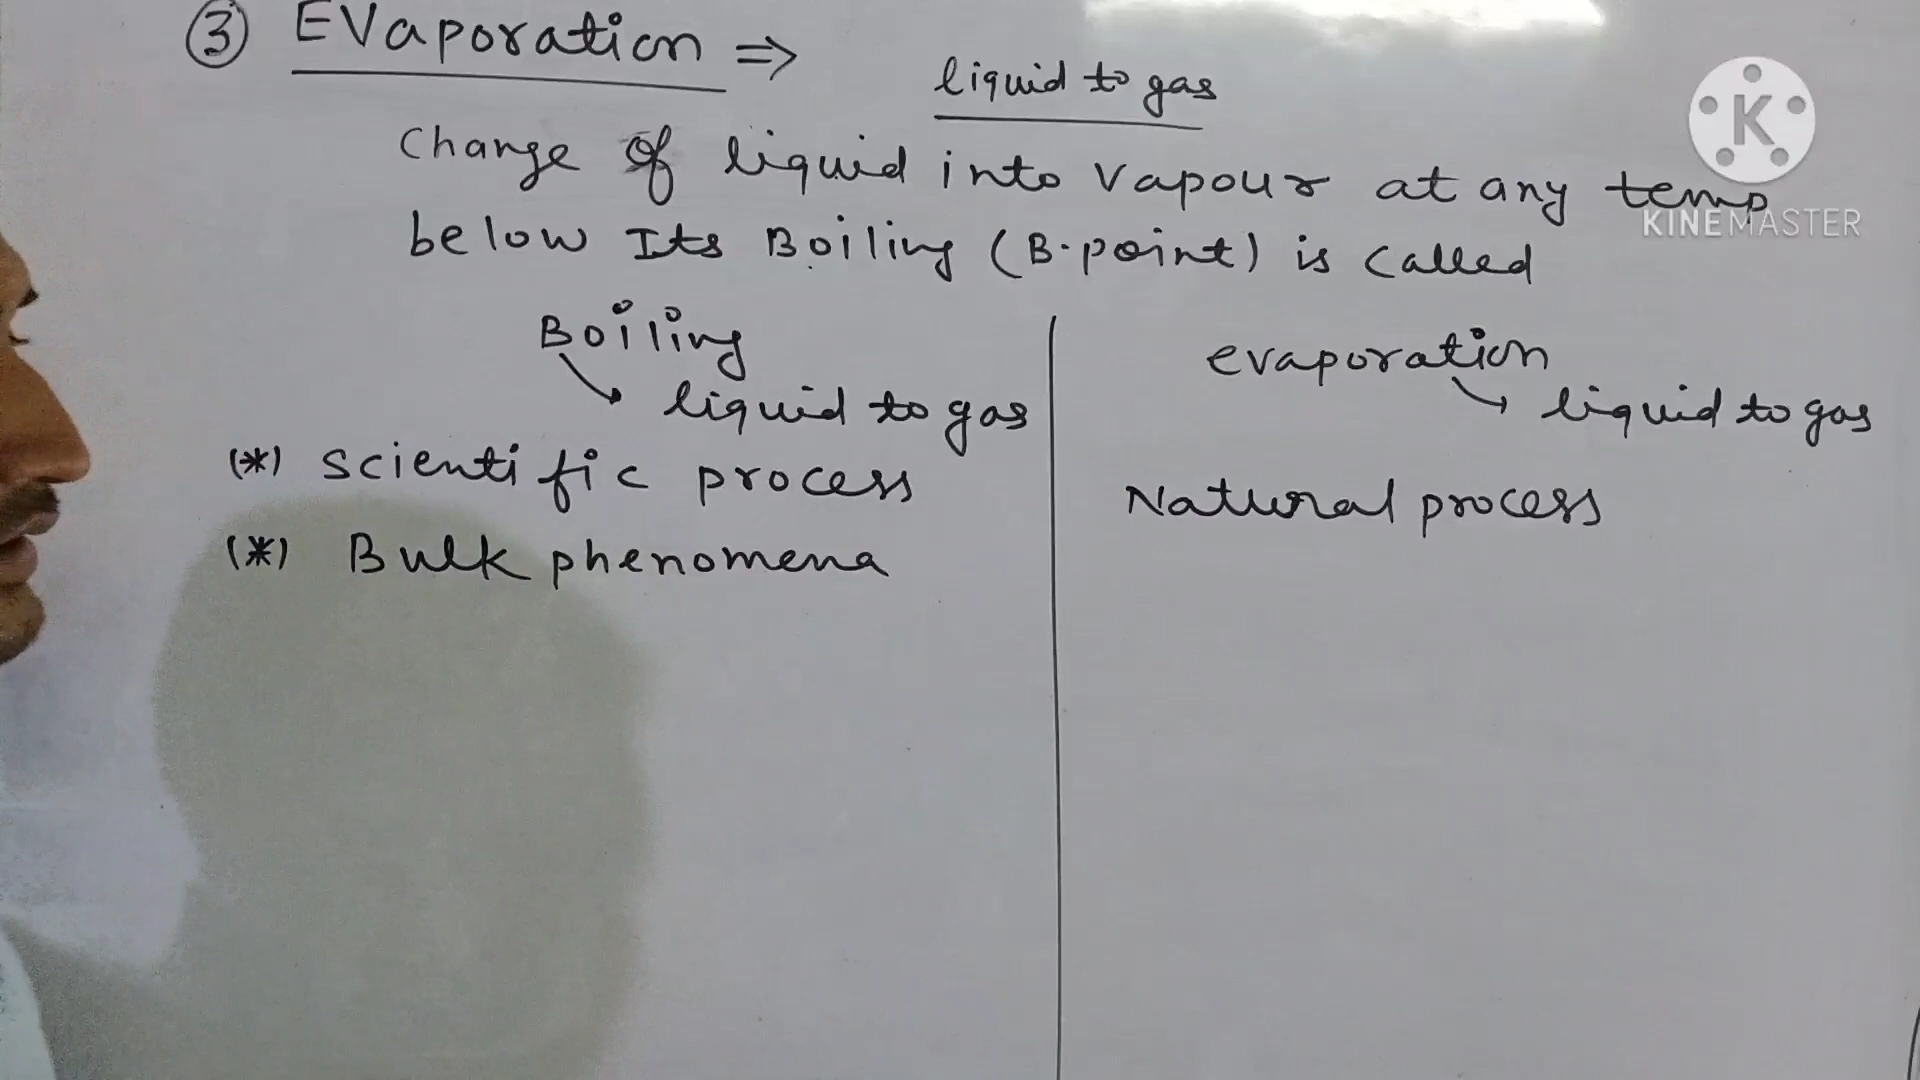 ③ EVaporation ⇒
liquid to gas
Change of liquid into vapour at any temp
below Its Boiling (B.point) is called
Boiling
↘ liquid to gas
evaporation
↘ liquid to gas
(*) scientific process
Natural process
(*) Bulk phenomena
K
KINEMASTER